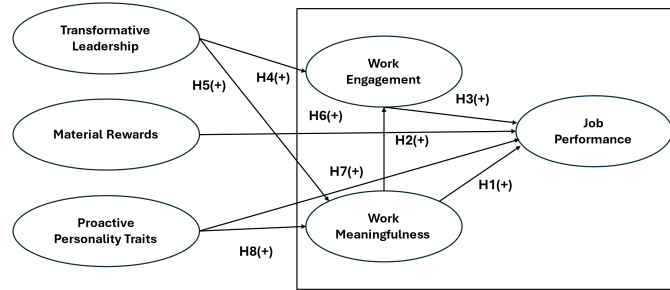 Transformative
Leadership
Work
Engagement
H5(+)
H4(+)
H6(+)
H3(+)
Material Rewards
H2(+)
Job
Performance
H7(+)
H1(+)
Proactive
Personality Traits
Work
Meaningfulness
H8(+)